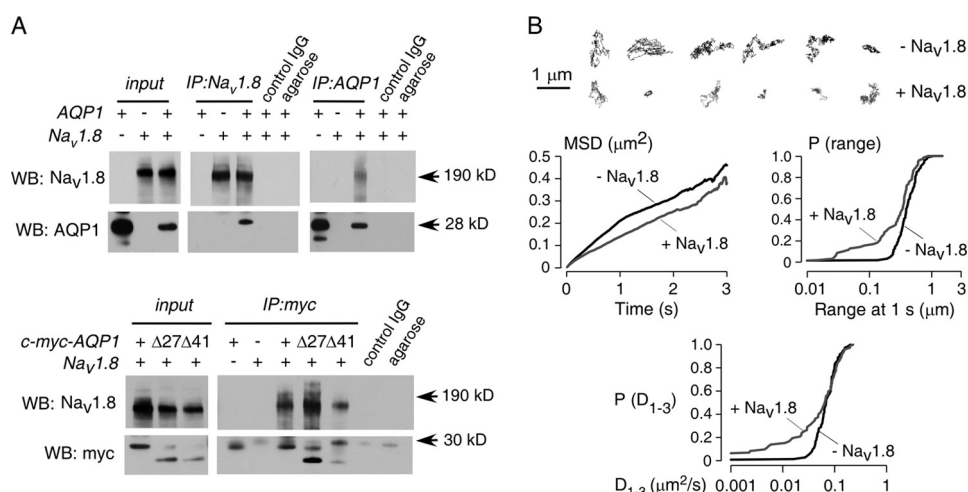 A
input IP:Nav1.8 control IgG agarose IP:AQP1 control IgG agarose
AQP1 + - + + - + + + + - + + +
Nav1.8 - + + - + + + + - + + + +
WB: Nav1.8 190 kD
WB: AQP1 28 kD
input IP:myc control IgG agarose
c-myc-AQP1 + Δ27 Δ41 + - + Δ27 Δ41 + +
Nav1.8 + + + - + + + + + +
WB: Nav1.8 190 kD
WB: myc 30 kD
B
- Nav1.8
1 μm
+ Nav1.8
MSD (μm2)
0.5
0.4
0.3
0.2
0.1
0
- Nav1.8
+ Nav1.8
0 1 2 3
Time (s)
P (range)
1.0
0.8
0.6
0.4
0.2
0.0
+ Nav1.8
- Nav1.8
0.01 0.1 1 3
Range at 1 s (μm)
P (D1-3)
1.0
0.8
0.6
0.4
0.2
0.0
+ Nav1.8
- Nav1.8
0.001 0.01 0.1 1
D1-3 (μm2/s)